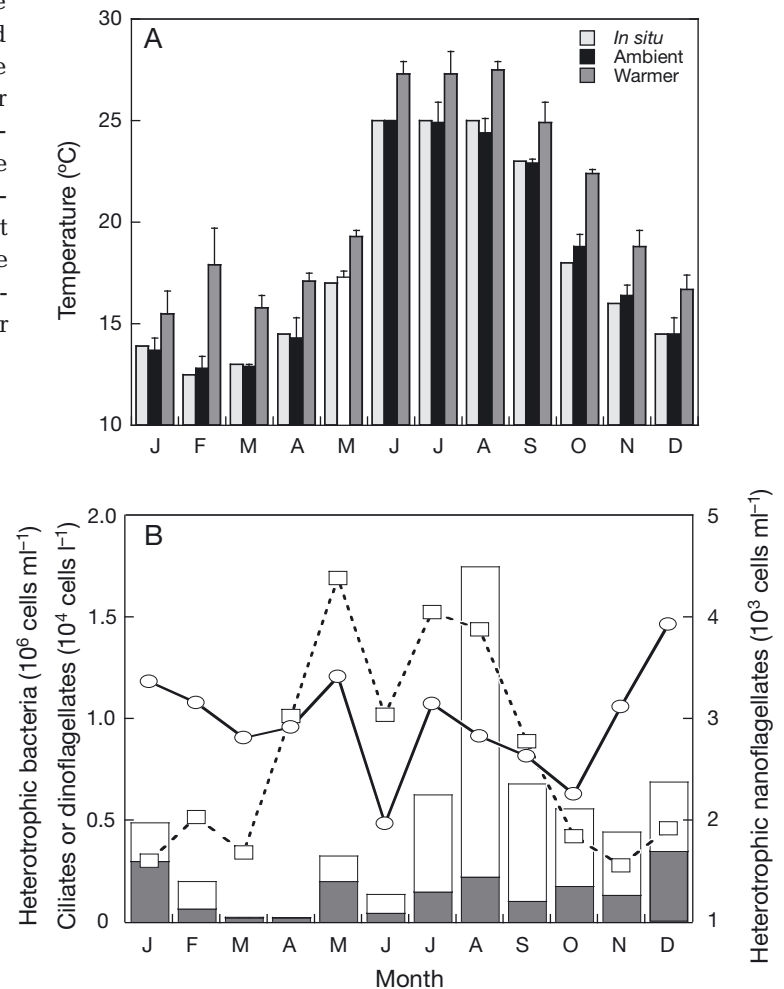 A
In situ
Ambient
Warmer
30
25
20
15
10
Temperature (ºC)
J F M A M J J A S O N D
B
2.0
1.5
1.0
0.5
0
5
4
3
2
1
Heterotrophic bacteria (10⁶ cells ml⁻¹)
Ciliates or dinoflagellates (10⁴ cells l⁻¹)
Heterotrophic nanoflagellates (10³ cells ml⁻¹)
J F M A M J J A S O N D
Month